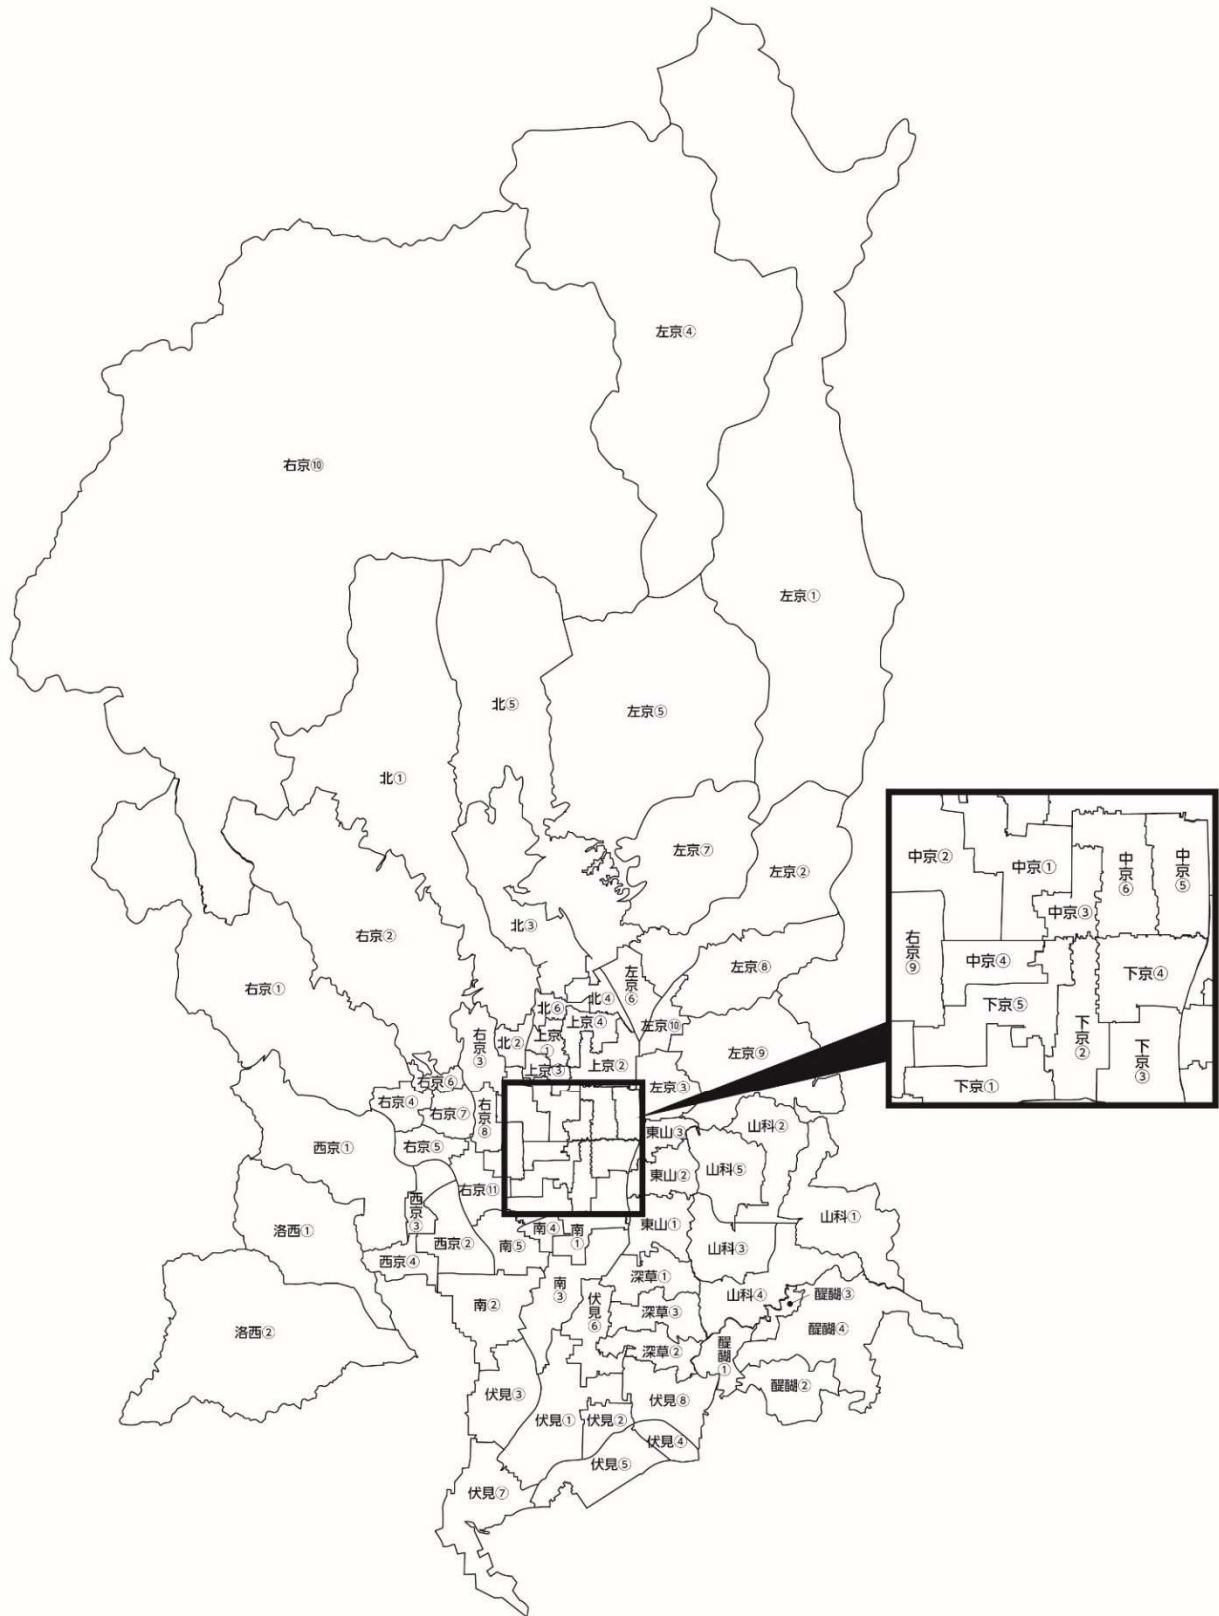 左京④
右京⑩
左京①
北⑤
左京⑤
北①
左京⑦
左京②
北③
右京②
左京⑧
左京⑥
右京①
北④
北⑥
上京④
左京⑩
右京③
北②
上京①
左京⑨
上京②
上京③
右京⑥
左京③
右京④
右京⑦
右京⑧
山科②
東山③
西京①
右京⑤
山科⑤
東山②
右京⑪
西京③
洛西①
南④
南①
東山①
山科①
西京②
南⑤
山科③
西京④
深草①
南③
山科④
醍醐③
南②
伏見⑥
深草③
洛西②
醍醐④
深草②
醍醐①
醍醐②
伏見③
伏見⑧
伏見①
伏見②
伏見④
伏見⑤
伏見⑦
中京②
中京①
中京⑥
中京⑤
中京③
右京⑨
中京④
下京④
下京⑤
下京②
下京③
下京①